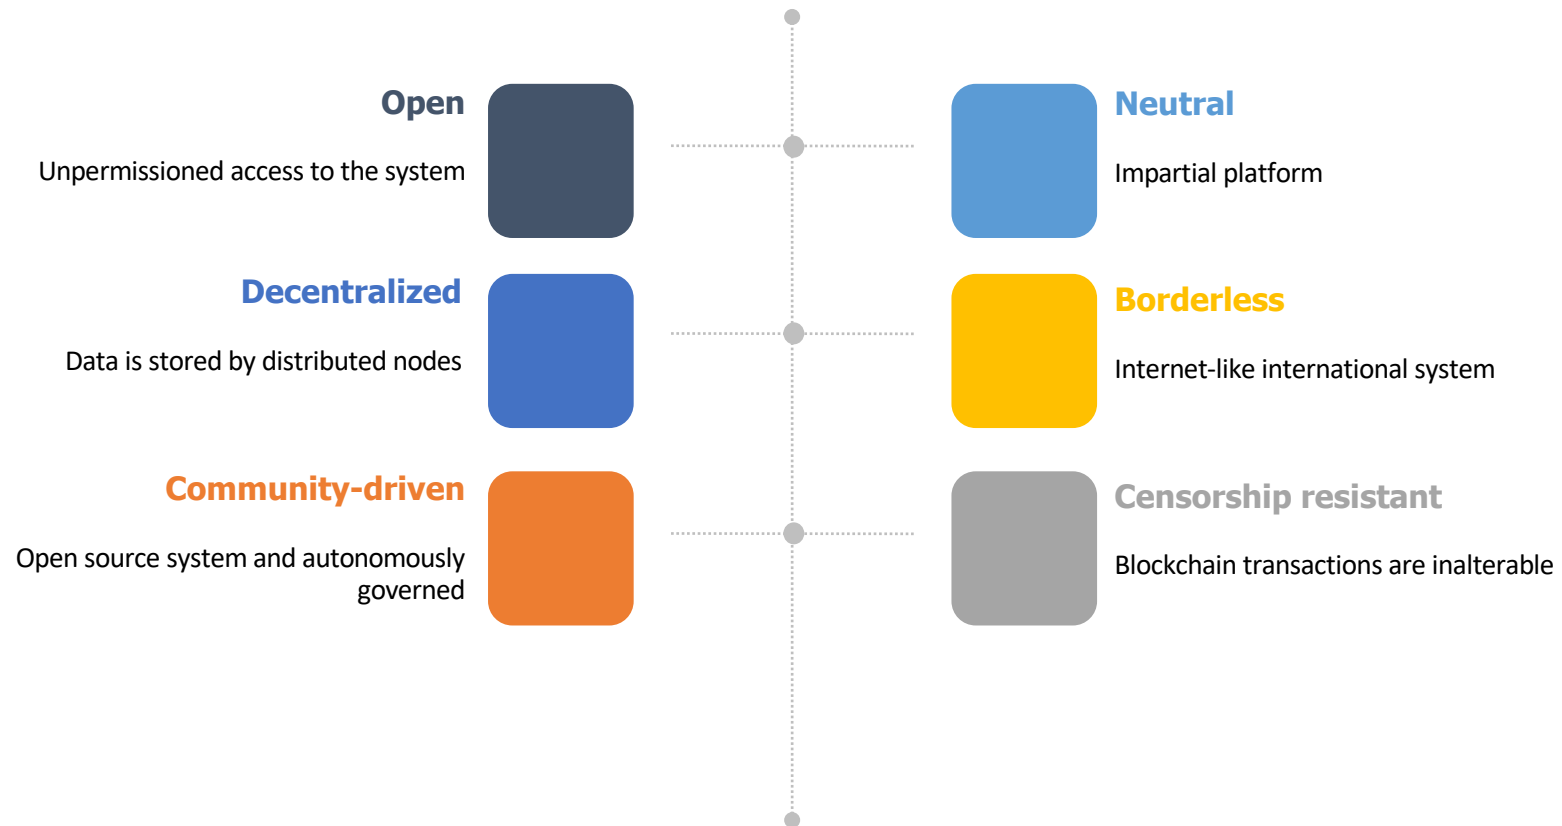 Open
Unpermissioned access to the system
Neutral
Impartial platform
Decentralized
Data is stored by distributed nodes
Borderless
Internet-like international system
Community-driven
Open source system and autonomously
governed
Censorship resistant
Blockchain transactions are inalterable